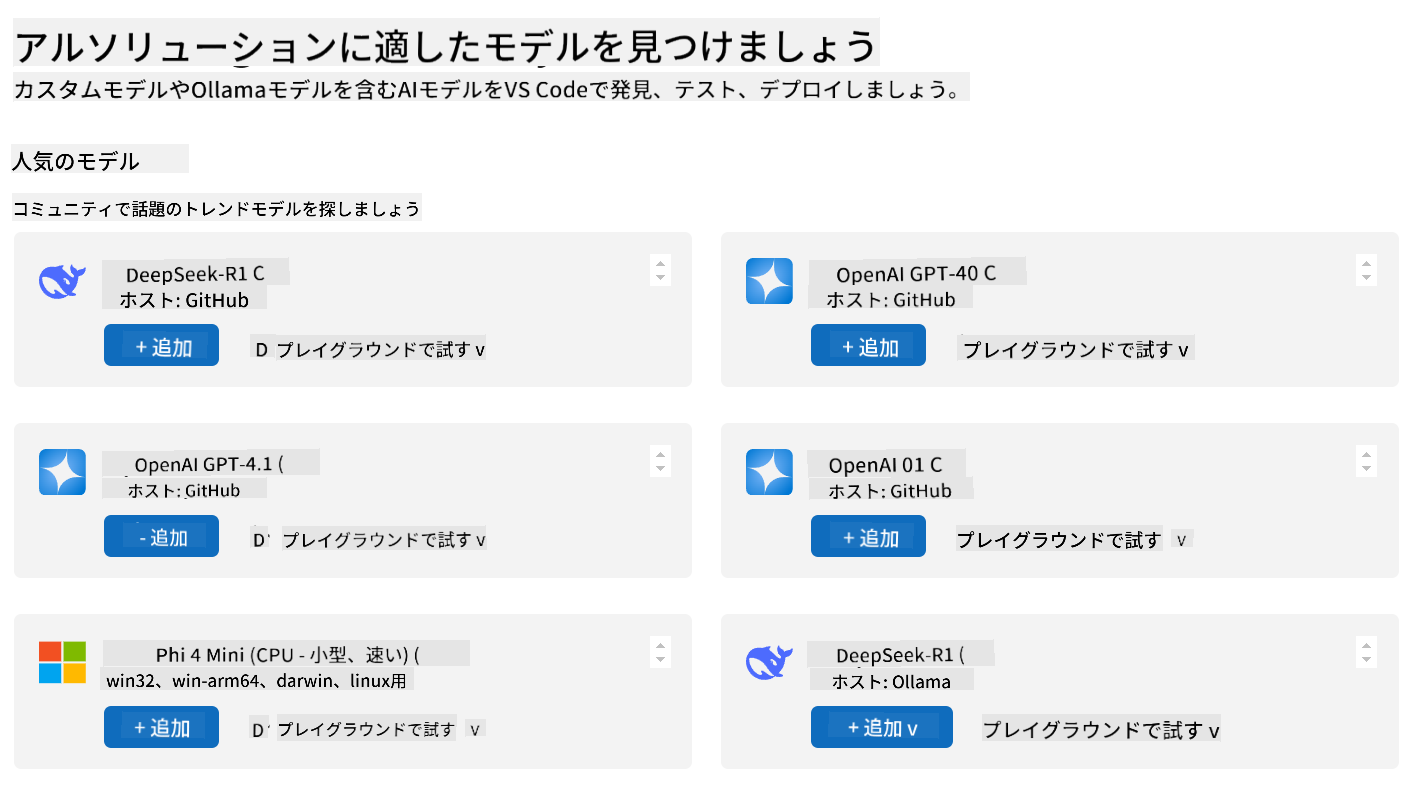 アルソリューションに適したモデルを見つけましょう
カスタムモデルやOllamaモデルを含むAIモデルをVS Codeで発見、テスト、デプロイしましょう。
人気のモデル
コミュニティで話題のトレンドモデルを探しましょう
DeepSeek-R1 C
ホスト: GitHub
+ 追加
D プレイグラウンドで試す v
OpenAI GPT-40 C
ホスト: GitHub
+ 追加
プレイグラウンドで試す v
OpenAI GPT-4.1 (
ホスト: GitHub
- 追加
D プレイグラウンドで試す v
OpenAI 01 C
ホスト: GitHub
+ 追加
プレイグラウンドで試す v
Phi 4 Mini (CPU - 小型、速い) (
win32、win-arm64、darwin、linux用
+ 追加
D プレイグラウンドで試す v
DeepSeek-R1 (
ホスト: Ollama
+ 追加 v
プレイグラウンドで試す v